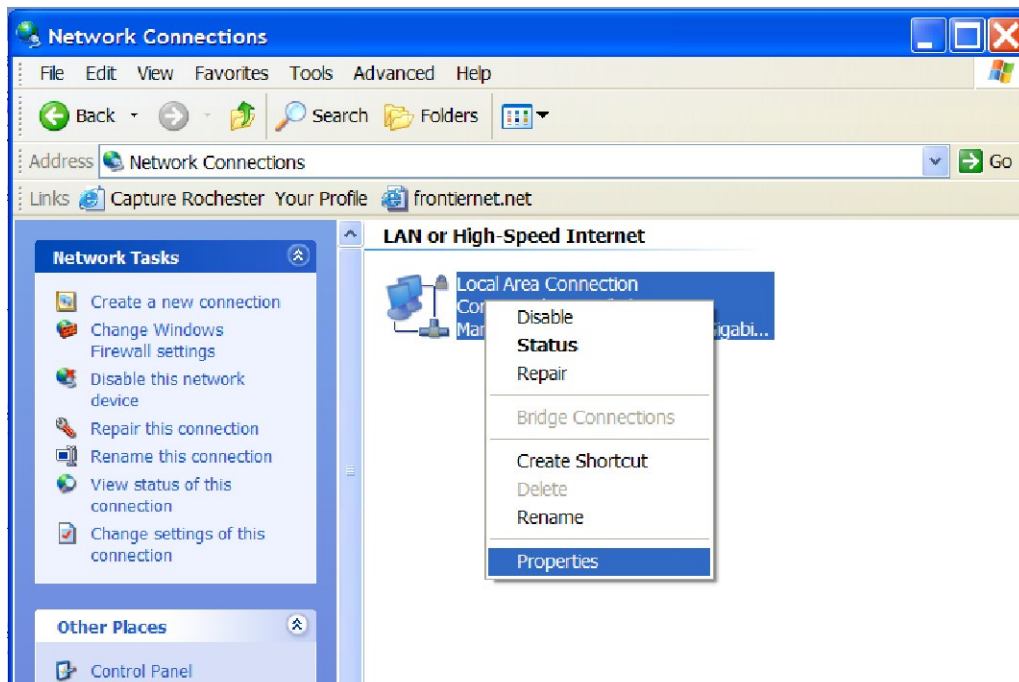 Network Connections
File Edit View Favorites Tools Advanced Help
Back Search Folders
Address Network Connections Go
Links Capture Rochester Your Profile frontiernet.net
Network Tasks
Create a new connection
Change Windows
Firewall settings
Disable this network
device
Repair this connection
Rename this connection
View status of this
connection
Change settings of this
connection
Other Places
Control Panel
LAN or High-Speed Internet
Local Area Connection
Disable
Status
Repair
Bridge Connections
Create Shortcut
Delete
Rename
Properties